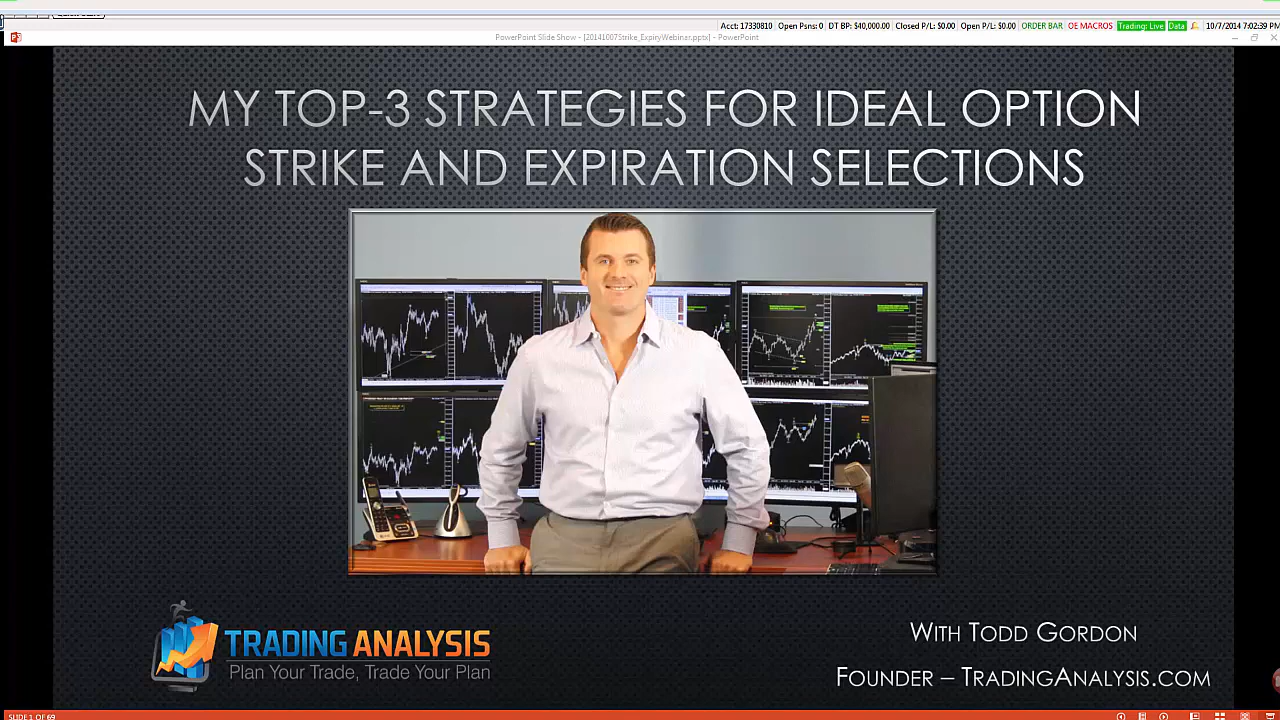 Acct: 17330810 Open Psns: 0 DT BP: $40,000.00 Closed P/L: $0.00 Open P/L: $0.00 ORDER BAR OE MACROS Trading: Live Data 10/7/2014 7:02:39 PM
PowerPoint Slide Show - [20141007Strike_ExpiryWebinar.pptx] - PowerPoint
MY TOP-3 STRATEGIES FOR IDEAL OPTION
STRIKE AND EXPIRATION SELECTIONS
TRADING ANALYSIS
Plan Your Trade, Trade Your Plan
WITH TODD GORDON
FOUNDER – TRADINGANALYSIS.COM
SLIDE 1 OF 69